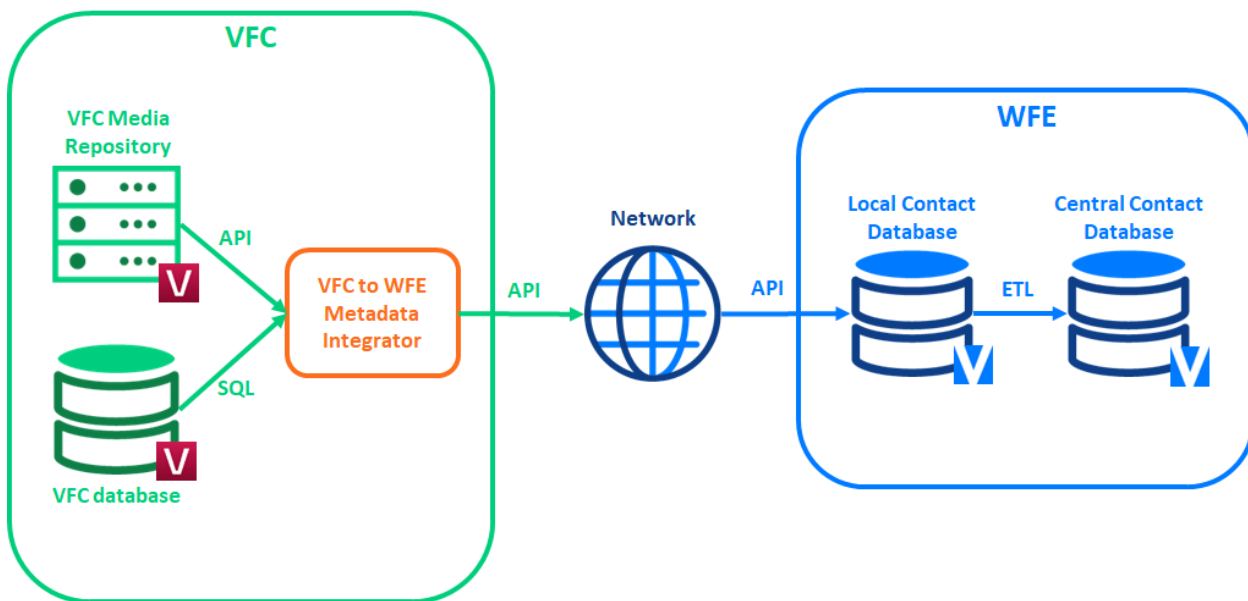 VFC
VFC Media
Repository
API
VFC to WFE
Metadata
Integrator
SQL
V
V
VFC database
API
Network
API
WFE
Local Contact
Database
ETL
Central Contact
Database
V
V